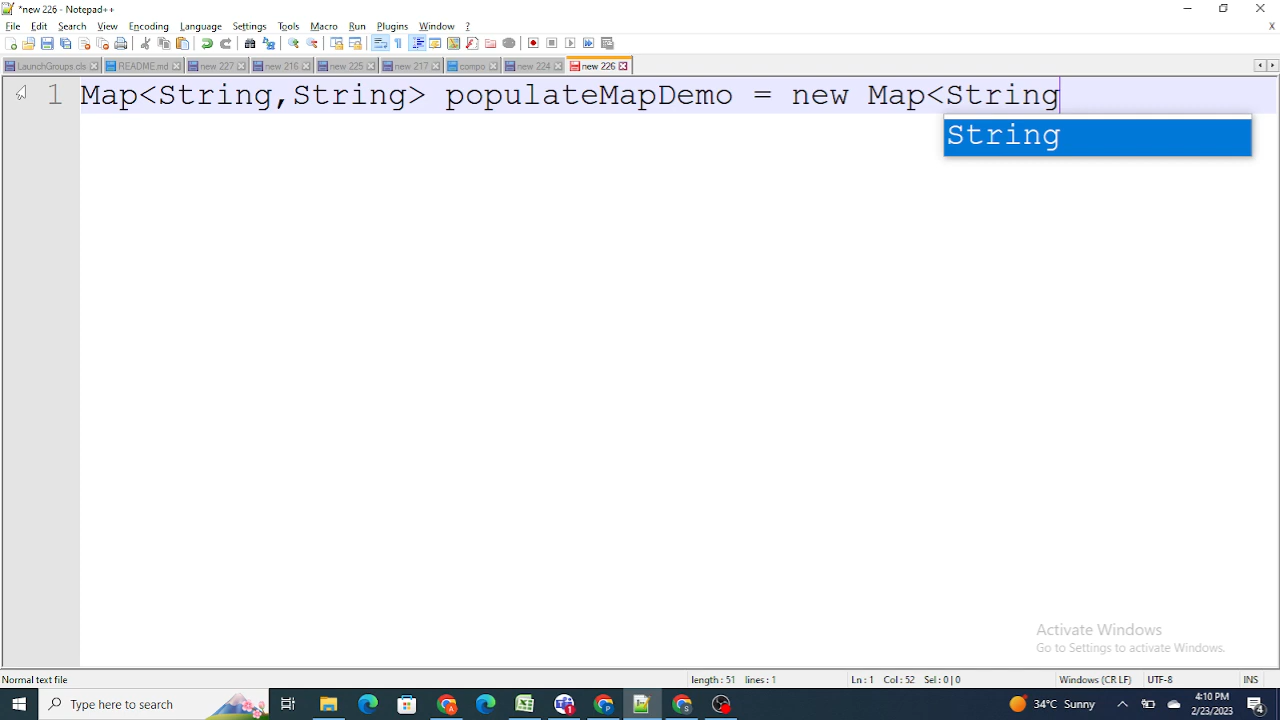 *new 226 - Notepad++
File Edit Search View Encoding Language Settings Tools Macro Run Plugins Window ?
LaunchGroups.cls README.md new 227 new 216 new 225 new 217 compo new 224 new 226
1 Map<String,String> populateMapDemo = new Map<String
String
Activate Windows
Go to Settings to activate Windows.
Normal text file length: 51 lines: 1 Ln: 1 Col: 52 Sel: 0 | 0 Windows (CR LF) UTF-8 INS
Type here to search 34°C Sunny 4:10 PM
2/23/2023